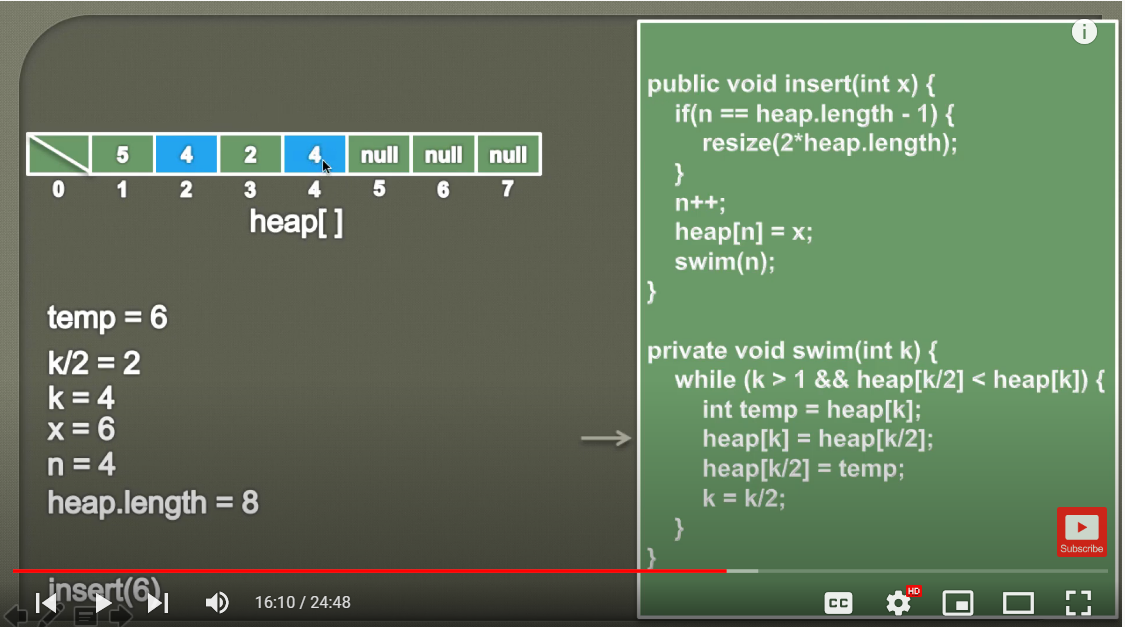 5 4 2 4 null null null
0 1 2 3 4 5 6 7
heap[ ]
temp = 6
k/2 = 2
k = 4
x = 6
n = 4
heap.length = 8
insert(6)
i
public void insert(int x) {
if(n == heap.length - 1) {
resize(2*heap.length);
}
n++;
heap[n] = x;
swim(n);
}
private void swim(int k) {
while (k > 1 && heap[k/2] < heap[k]) {
int temp = heap[k];
heap[k] = heap[k/2];
heap[k/2] = temp;
k = k/2;
}
}
Subscribe
16:10 / 24:48
CC
HD